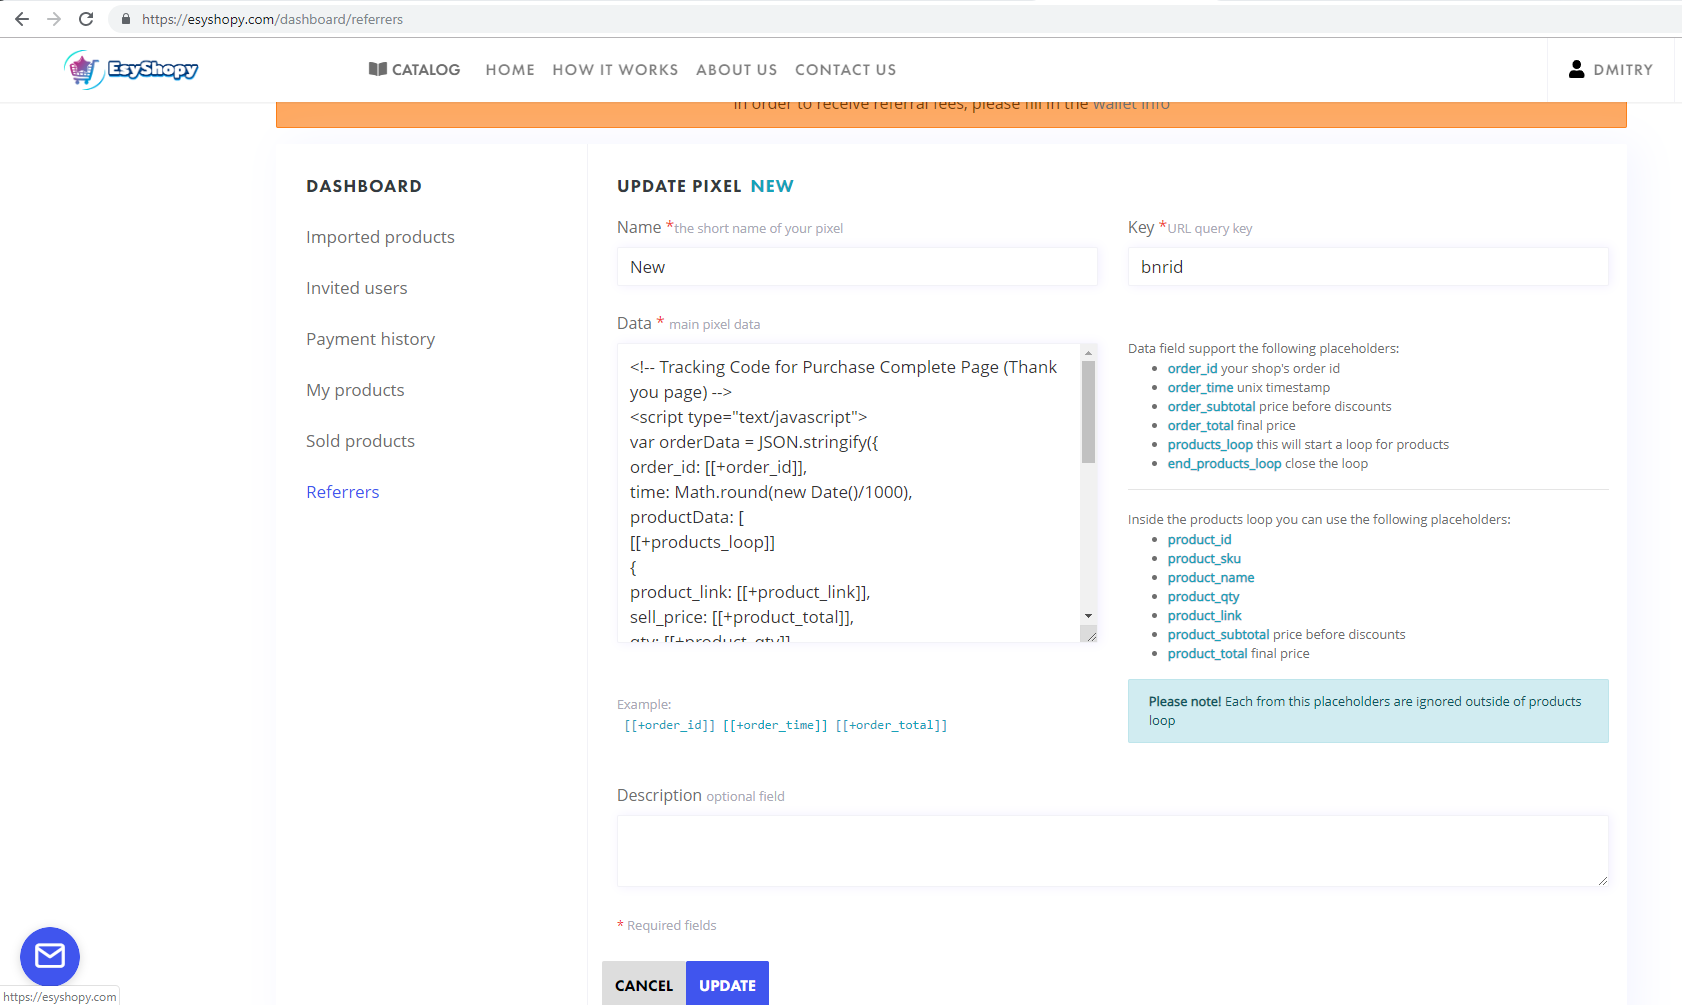 https://esyshopy.com/dashboard/referrers
EsyShopy
CATALOG
HOME
HOW IT WORKS
ABOUT US
CONTACT US
DMITRY
In order to receive referral fees, please fill in the wallet info
DASHBOARD
Imported products
Invited users
Payment history
My products
Sold products
Referrers
UPDATE PIXEL NEW
Name *the short name of your pixel
New
Key *URL query key
bnrid
Data * main pixel data
<!-- Tracking Code for Purchase Complete Page (Thank
you page) -->
<script type="text/javascript">
var orderData = JSON.stringify({
order_id: [[+order_id]],
time: Math.round(new Date()/1000),
productData: [
[[+products_loop]]
{
product_link: [[+product_link]],
sell_price: [[+product_total]],
qty: [[+product_qty]]
Data field support the following placeholders:
order_id your shop's order id
order_time unix timestamp
order_subtotal price before discounts
order_total final price
products_loop this will start a loop for products
end_products_loop close the loop
Inside the products loop you can use the following placeholders:
product_id
product_sku
product_name
product_qty
product_link
product_subtotal price before discounts
product_total final price
Please note! Each from this placeholders are ignored outside of products
loop
Example:
[[+order_id]] [[+order_time]] [[+order_total]]
Description optional field
* Required fields
CANCEL
UPDATE
https://esyshopy.com